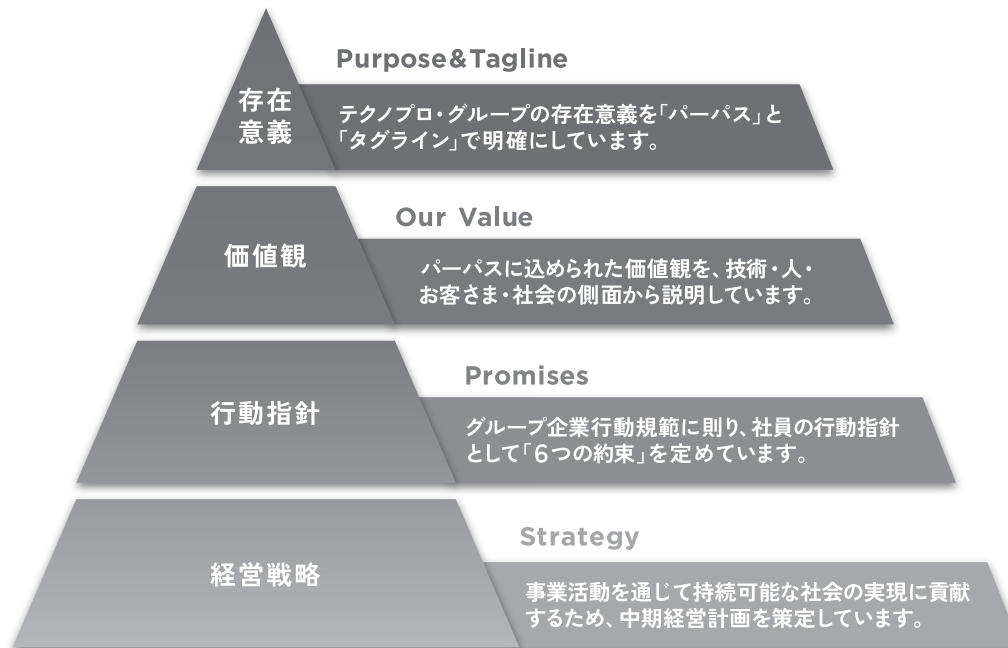 Purpose&Tagline
存在
意義
テクノプロ・グループの存在意義を「パーパス」と
「タグライン」で明確にしています。
Our Value
価値観
パーパスに込められた価値観を、技術・人・
お客さま・社会の側面から説明しています。
Promises
行動指針
グループ企業行動規範に則り、社員の行動指針
として「6つの約束」を定めています。
Strategy
経営戦略
事業活動を通じて持続可能な社会の実現に貢献
するため、中期経営計画を策定しています。